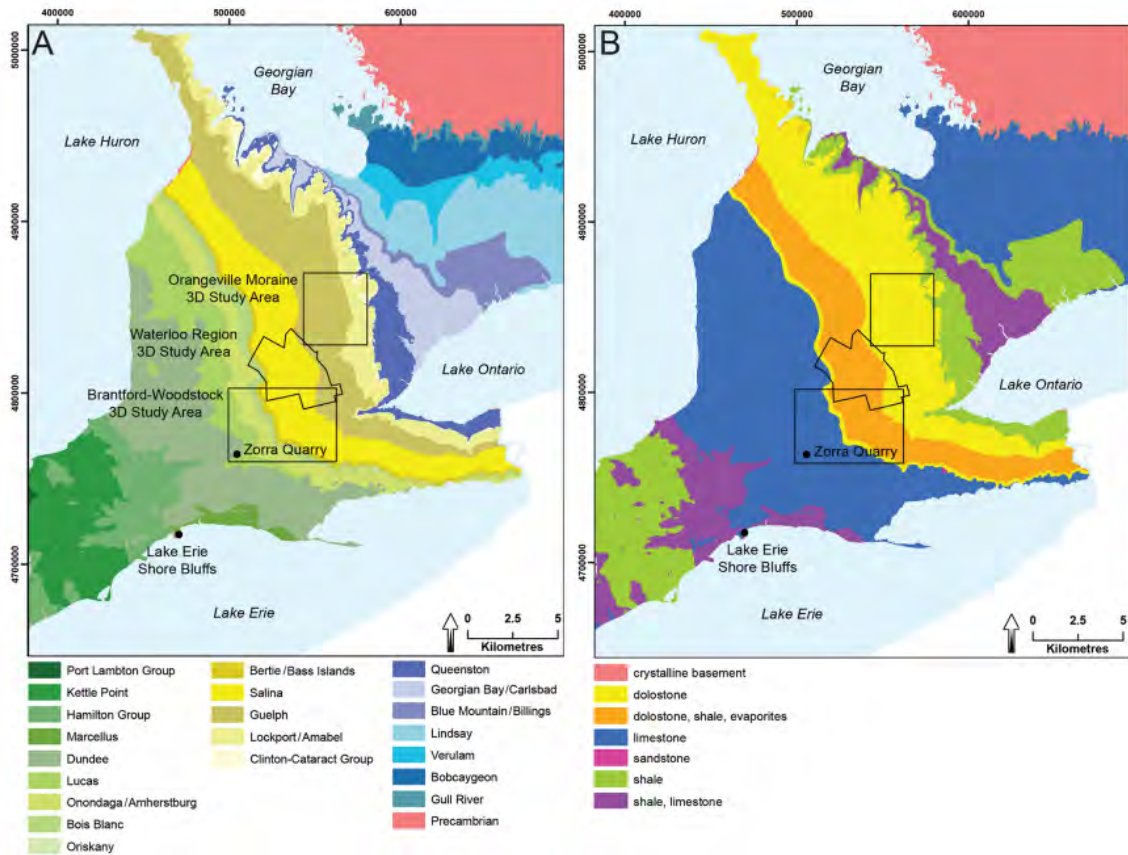 400000 500000 600000
A
5000000
4900000
4800000
4700000
Georgian
Bay
Lake Huron
Orangeville Moraine
3D Study Area
Waterloo Region
3D Study Area
Brantford-Woodstock
3D Study Area
Zorra Quarry
Lake Ontario
Lake Erie
Shore Bluffs
Lake Erie
0 2.5 5
Kilometres
400000 500000 600000
B
5000000
4900000
4800000
4700000
Georgian
Bay
Lake Huron
Zorra Quarry
Lake Ontario
Lake Erie
Shore Bluffs
Lake Erie
0 2.5 5
Kilometres
Port Lambton Group
Kettle Point
Hamilton Group
Marcellus
Dundee
Lucas
Onondaga/Amherstburg
Bois Blanc
Oriskany
Bertie/Bass Islands
Salina
Guelph
Lockport/Amabel
Clinton-Cataract Group
Queenston
Georgian Bay/Carlsbad
Blue Mountain/Billings
Lindsay
Verulam
Bobcaygeon
Gull River
Precambrian
crystalline basement
dolostone
dolostone, shale, evaporites
limestone
sandstone
shale
shale, limestone